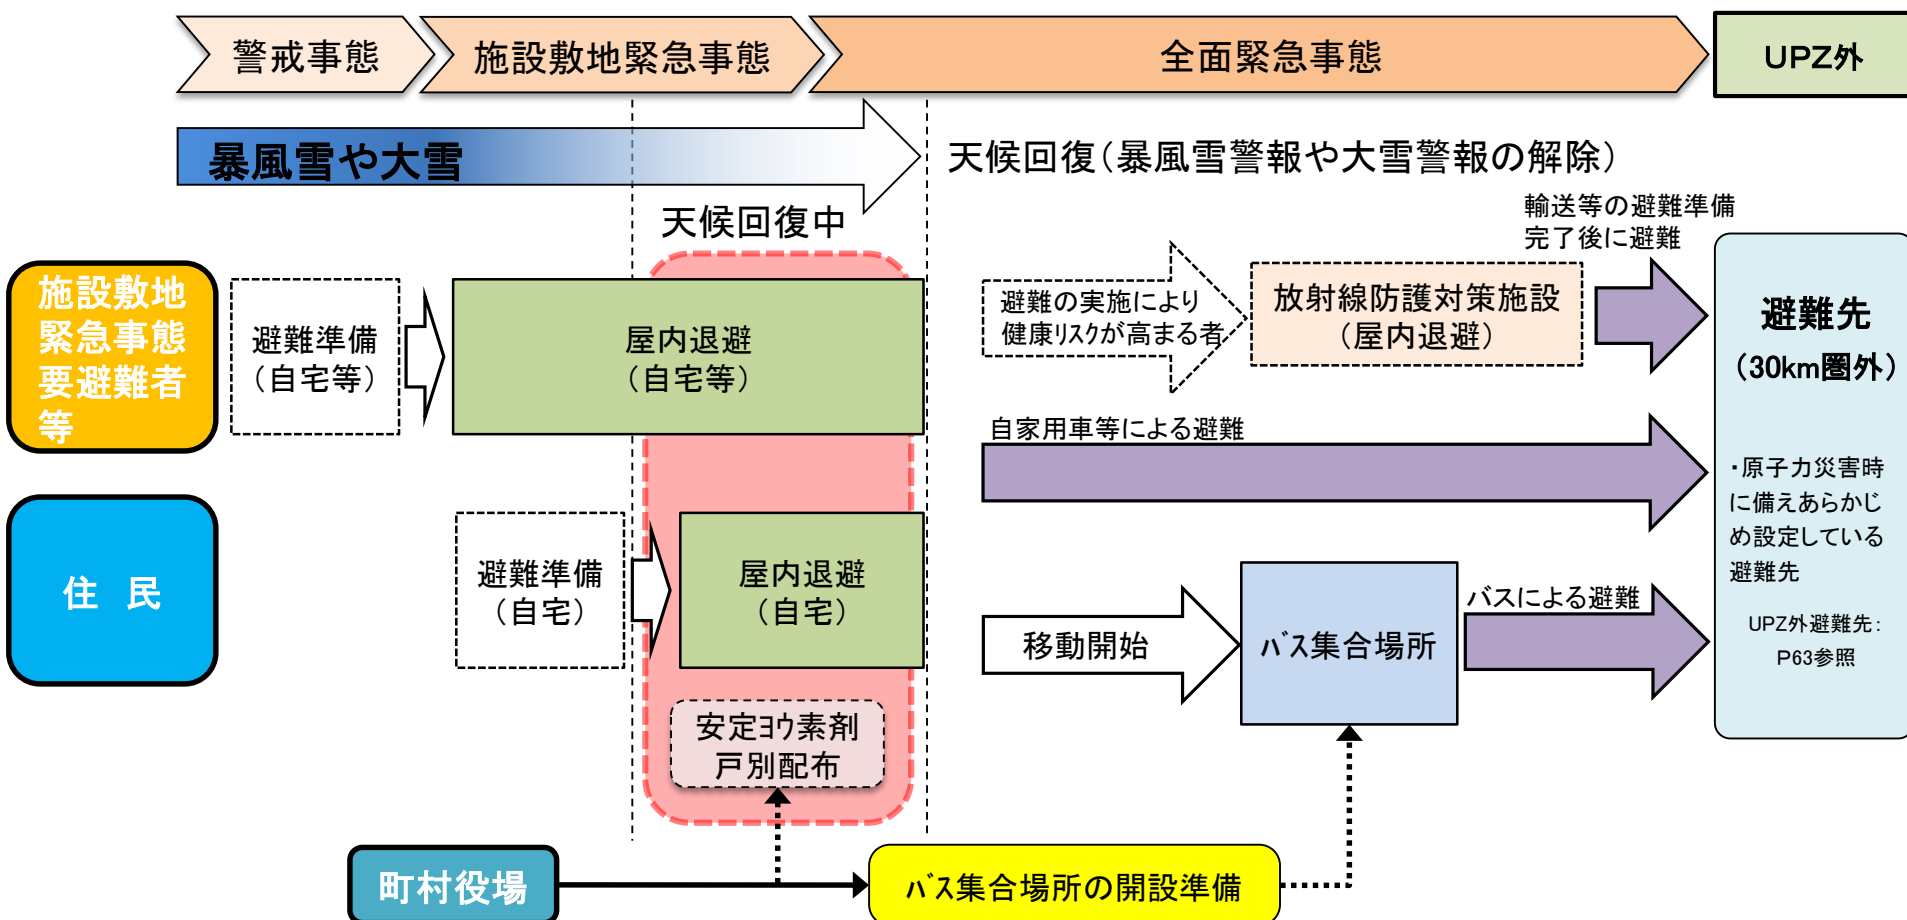 警戒事態
施設敷地緊急事態
全面緊急事態
UPZ外
暴風雪や大雪
天候回復（暴風雪警報や大雪警報の解除）
天候回復中
輸送等の避難準備
完了後に避難
施設敷地
緊急事態
要避難者
等
避難準備
（自宅等）
屋内退避
（自宅等）
避難の実施により
健康ﾘｽｸが高まる者
放射線防護対策施設
（屋内退避）
避難先
（30km圏外）
・原子力災害時
に備えあらかじ
め設定している
避難先
UPZ外避難先：
P63参照
自家用車等による避難
住　民
避難準備
（自宅）
屋内退避
（自宅）
移動開始
ﾊﾞｽ集合場所
バスによる避難
安定ﾖｳ素剤
戸別配布
町村役場
ﾊﾞｽ集合場所の開設準備